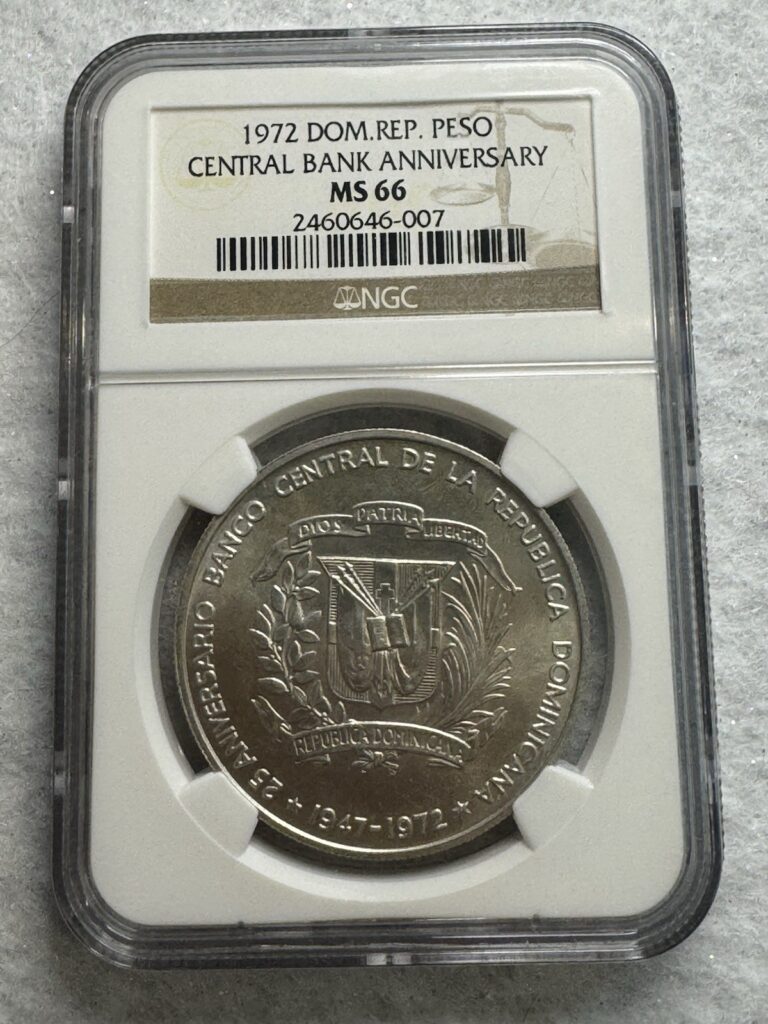 1972 DOM.REP. PESO
CENTRAL BANK ANNIVERSARY
MS 66
2460646-007
NGC
25 ANIVERSARIO BANCO CENTRAL DE LA REPUBLICA DOMINICANA
DIOS PATRIA LIBERTAD
REPUBLICA DOMINICANA
★ 1947-1972 ★